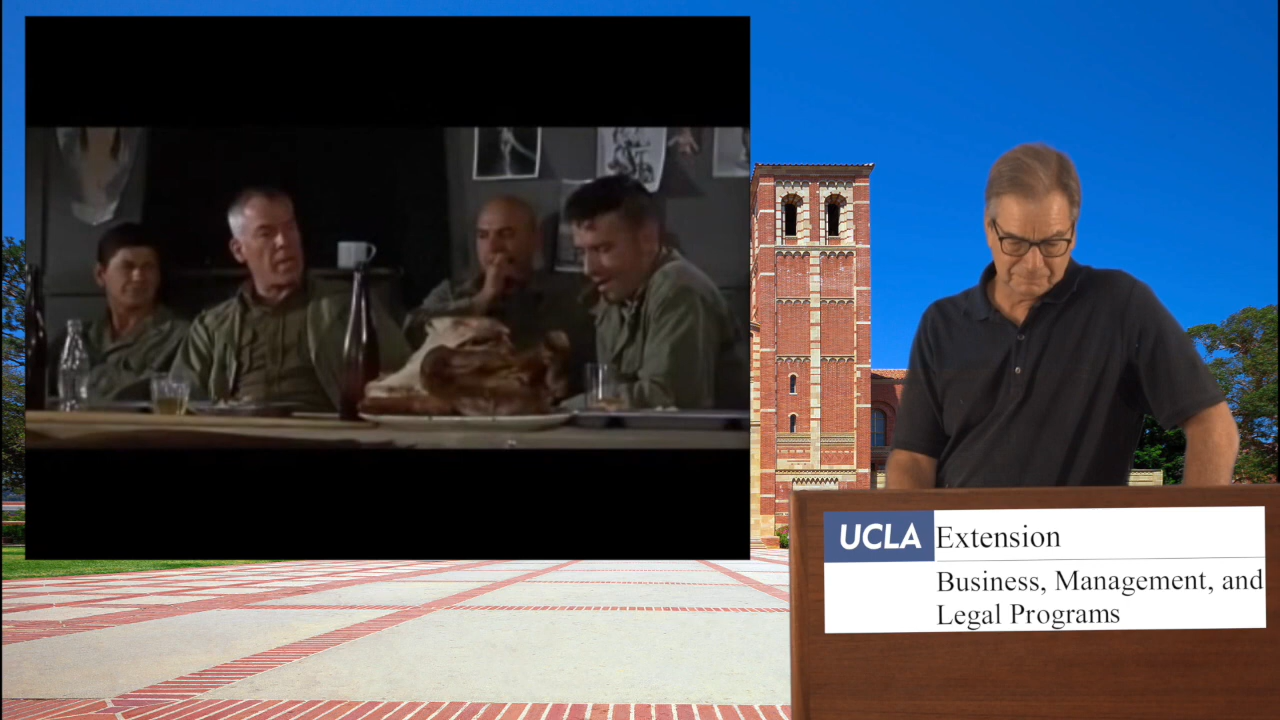 UCLA Extension
Business, Management, and
Legal Programs